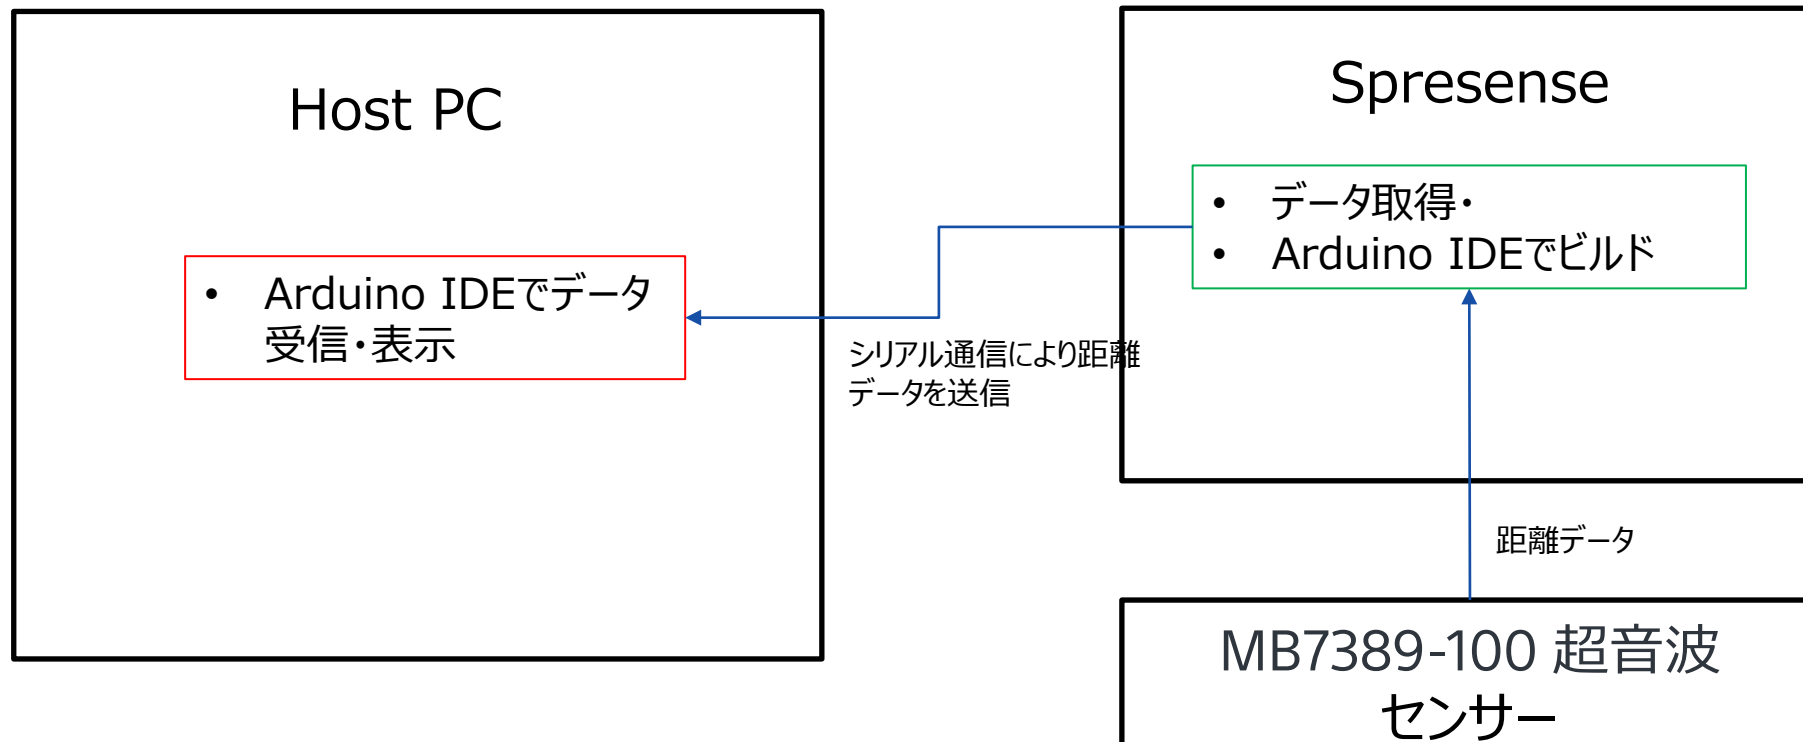 Host PC
• Arduino IDEでデータ
受信・表示
シリアル通信により距離
データを送信
Spresense
• データ取得・
• Arduino IDEでビルド
距離データ
MB7389-100 超音波
センサー